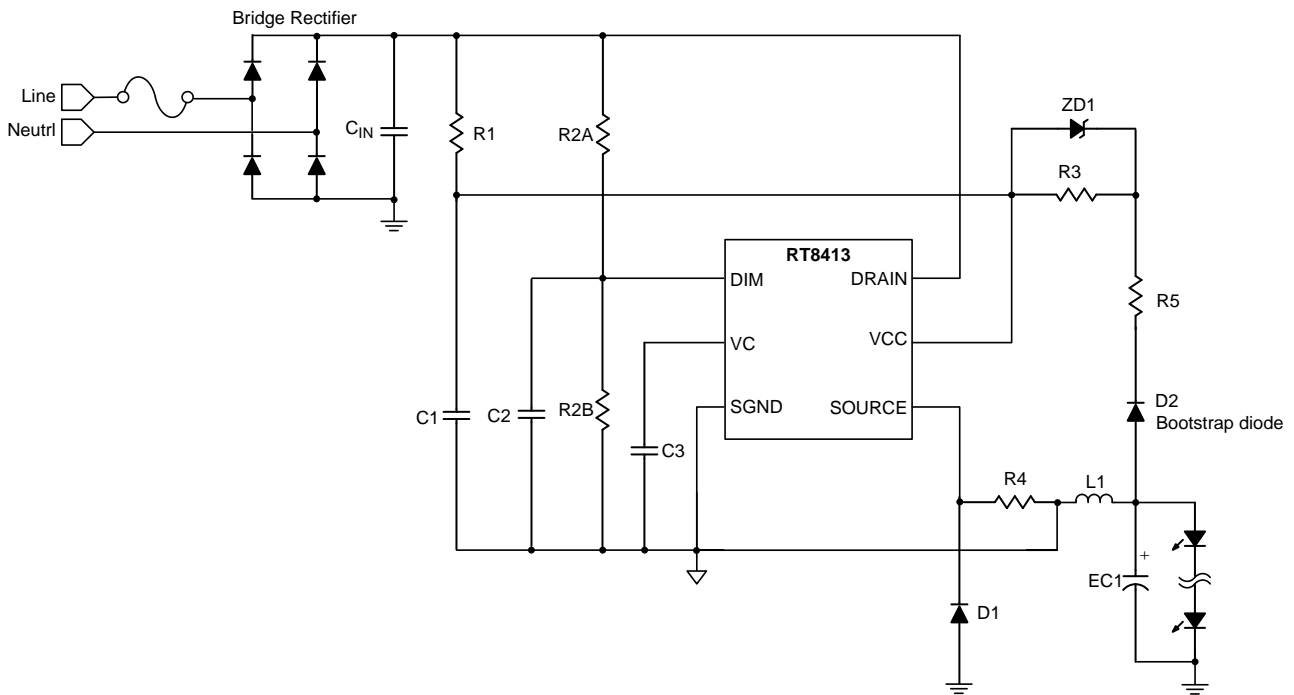 Bridge Rectifier
Line
Neutrl
CIN
R1
R2A
ZD1
R3
RT8413
DIM
DRAIN
R5
VC
VCC
D2
Bootstrap diode
C1
C2
R2B
SGND
SOURCE
C3
R4
L1
+
EC1
D1